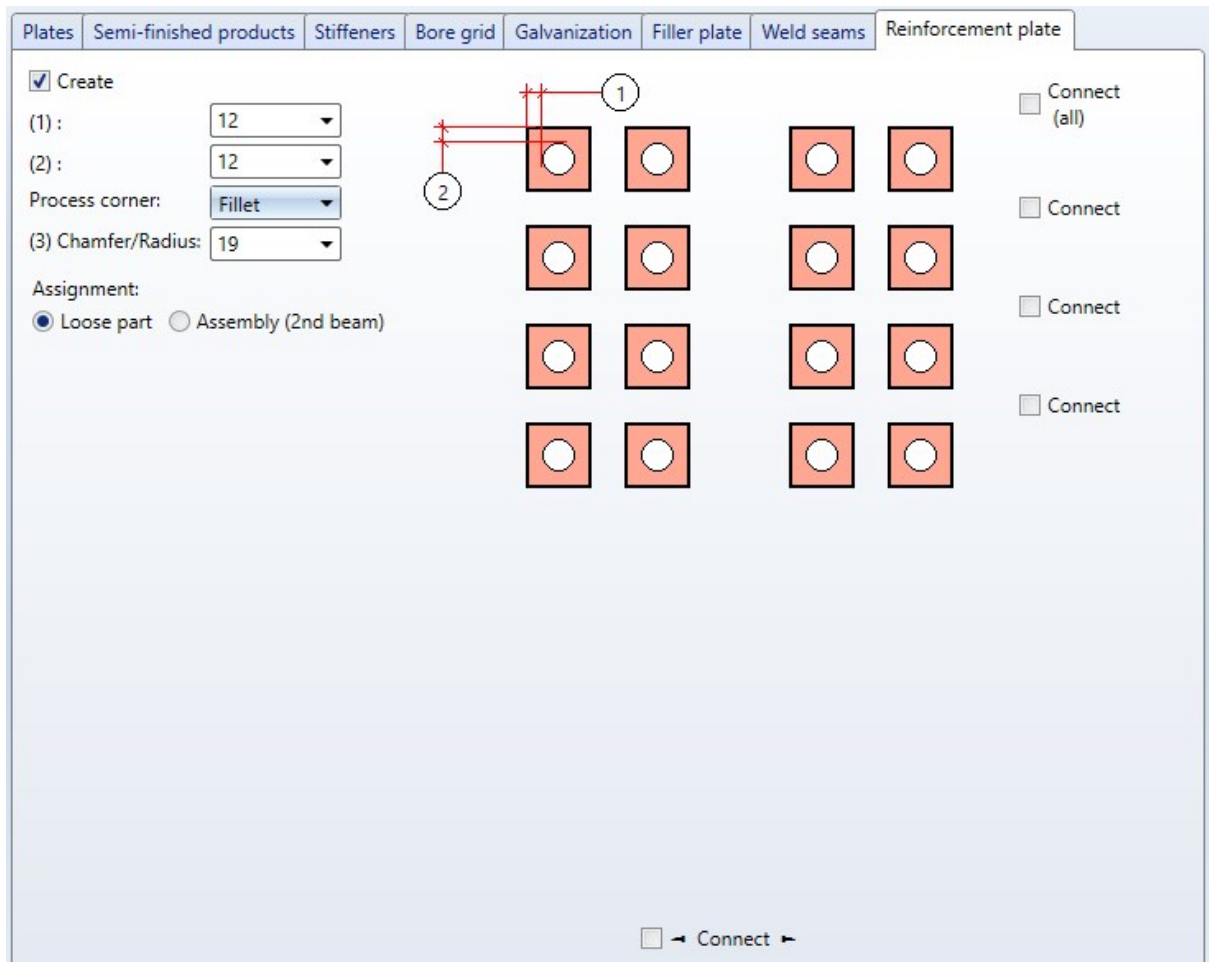 Plates Semi-finished products Stiffeners Bore grid Galvanization Filler plate Weld seams Reinforcement plate
Create
(1) : 12
(2) : 12
Process corner: Fillet
(3) Chamfer/Radius: 19
Assignment:
Loose part Assembly (2nd beam)
1
2
Connect
(all)
Connect
Connect
Connect
Connect